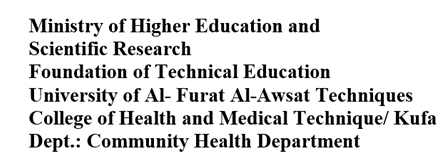 Ministry of Higher Education and
Scientific Research
Foundation of Technical Education
University of Al- Furat Al-Awsat Techniques
College of Health and Medical Technique/ Kufa
Dept.: Community Health Department